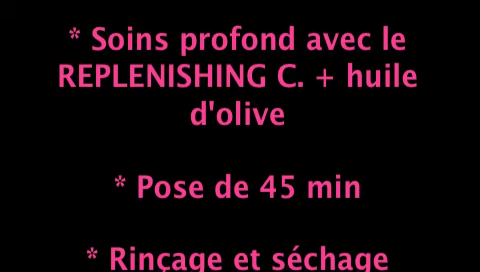 * Soins profond avec le
REPLENISHING C. + huile
d'olive
* Pose de 45 min
* Rinçage et séchage